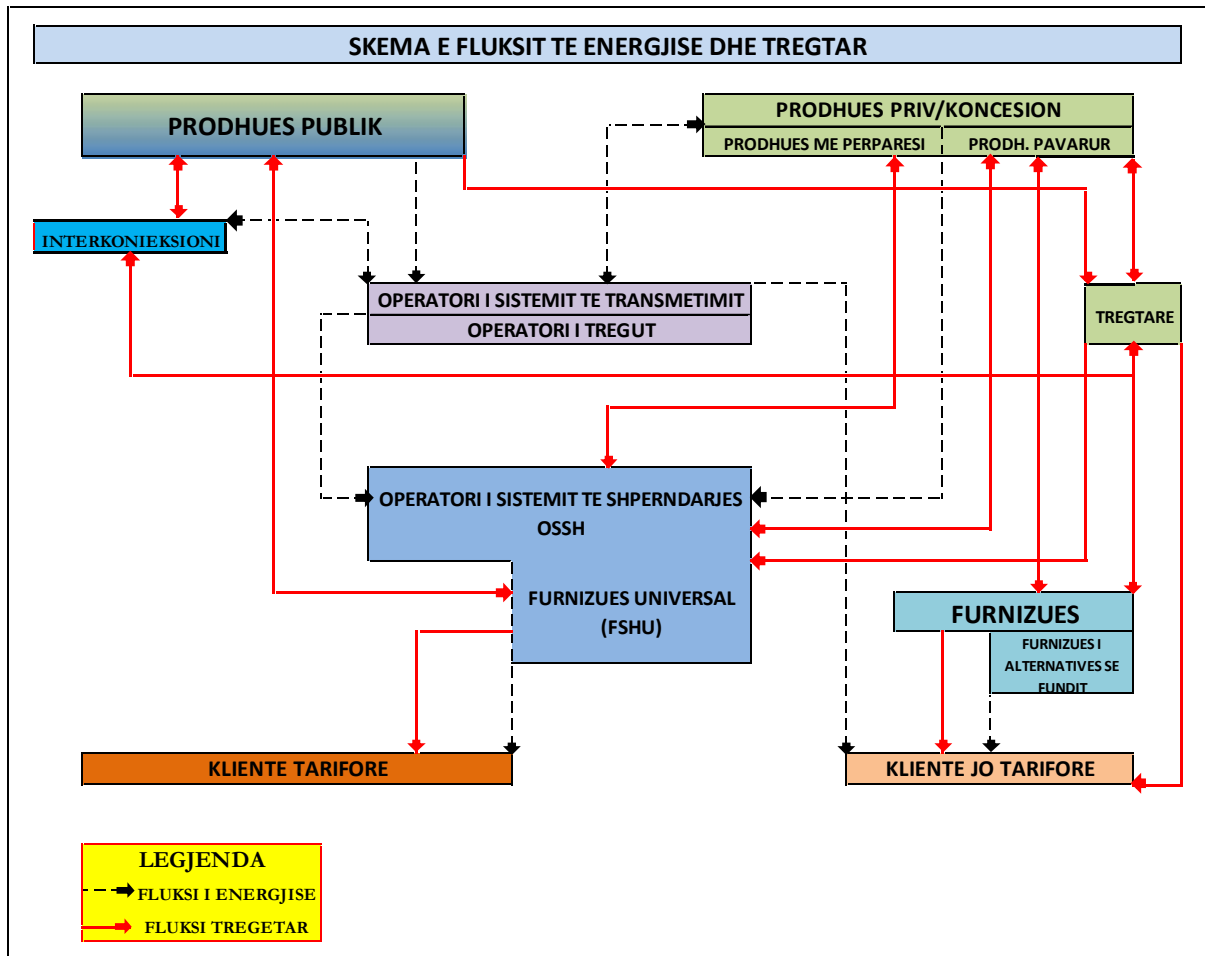 SKEMA E FLUKSIT TE ENERGJISE DHE TREGTAR
PRODHUES PUBLIK
PRODHUES PRIV/KONCESION
PRODHUES ME PERPARESI
PRODH. PAVARUR
INTERKONIEKSIONI
OPERATORI I SISTEMIT TE TRANSMETIMIT
OPERATORI I TREGUT
TREGTARE
OPERATORI I SISTEMIT TE SHPERNDARJES
OSSH
FURNIZUES UNIVERSAL
(FSHU)
FURNIZUES
FURNIZUES I
ALTERNATIVES SE
FUNDIT
KLIENTE TARIFORE
KLIENTE JO TARIFORE
LEGJENDA
FLUKSI I ENERGJISE
FLUKSI TREGETAR